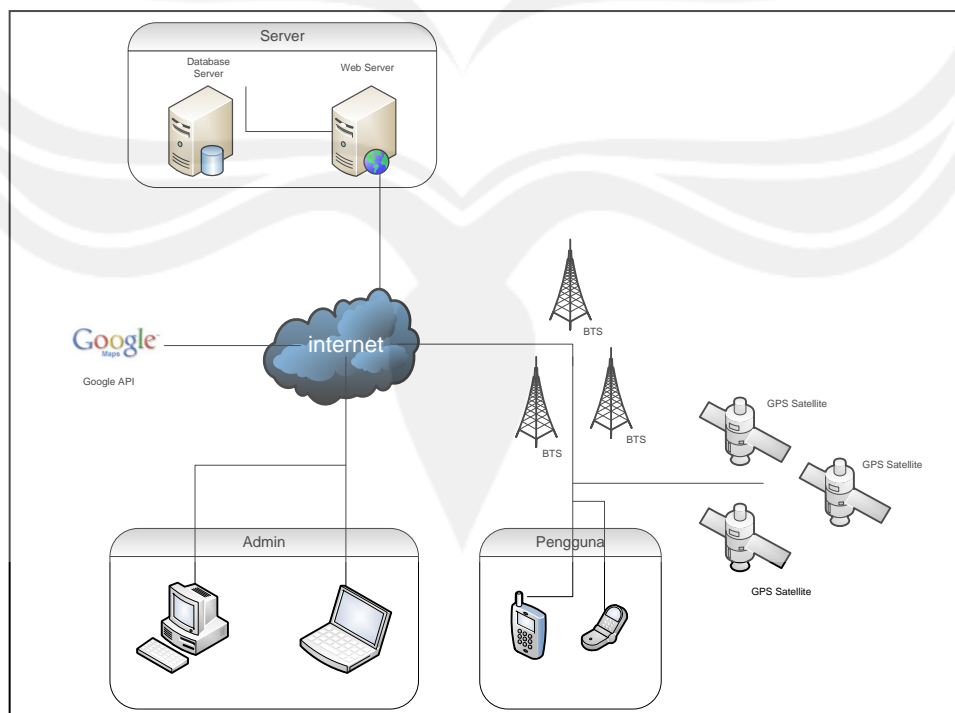 Server
Database
Server
Web Server
BTS
Google™
Maps
internet
Google API
BTS
BTS
GPS Satellite
GPS Satellite
GPS Satellite
Admin
Pengguna